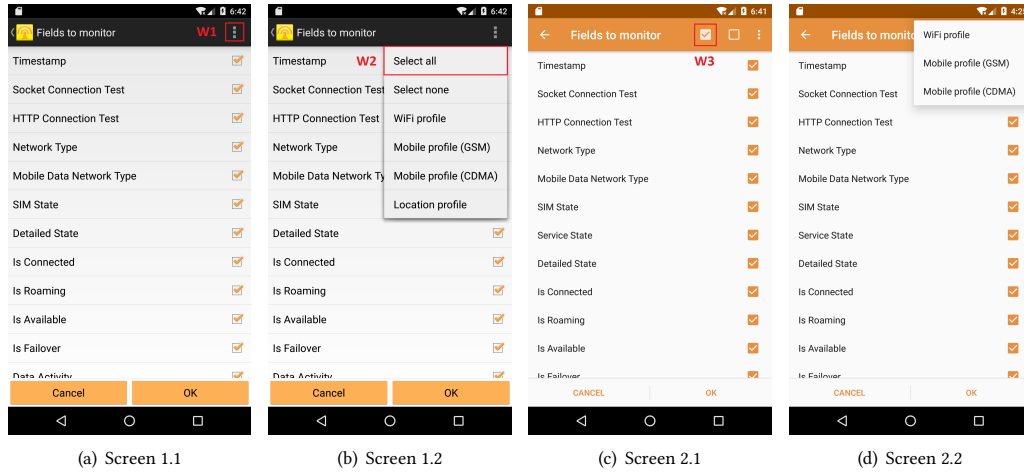 6:42
Fields to monitor W1
Timestamp
Socket Connection Test
HTTP Connection Test
Network Type
Mobile Data Network Type
SIM State
Detailed State
Is Connected
Is Roaming
Is Available
Is Failover
Data Activity
Cancel OK
(a) Screen 1.1
6:42
Fields to monitor
Timestamp W2 Select all
Socket Connection Test Select none
HTTP Connection Test WiFi profile
Network Type Mobile profile (GSM)
Mobile Data Network Ty Mobile profile (CDMA)
SIM State Location profile
Detailed State
Is Connected
Is Roaming
Is Available
Is Failover
Data Activity
Cancel OK
(b) Screen 1.2
6:41
Fields to monitor
W3
Timestamp
Socket Connection Test
HTTP Connection Test
Network Type
Mobile Data Network Type
SIM State
Service State
Detailed State
Is Connected
Is Roaming
Is Available
Is Failover
CANCEL OK
(c) Screen 2.1
4:25
Fields to monito WiFi profile
Mobile profile (GSM)
Timestamp
Mobile profile (CDMA)
Socket Connection Test
HTTP Connection Test
Network Type
Mobile Data Network Type
SIM State
Service State
Detailed State
Is Connected
Is Roaming
Is Available
Is Failover
CANCEL OK
(d) Screen 2.2